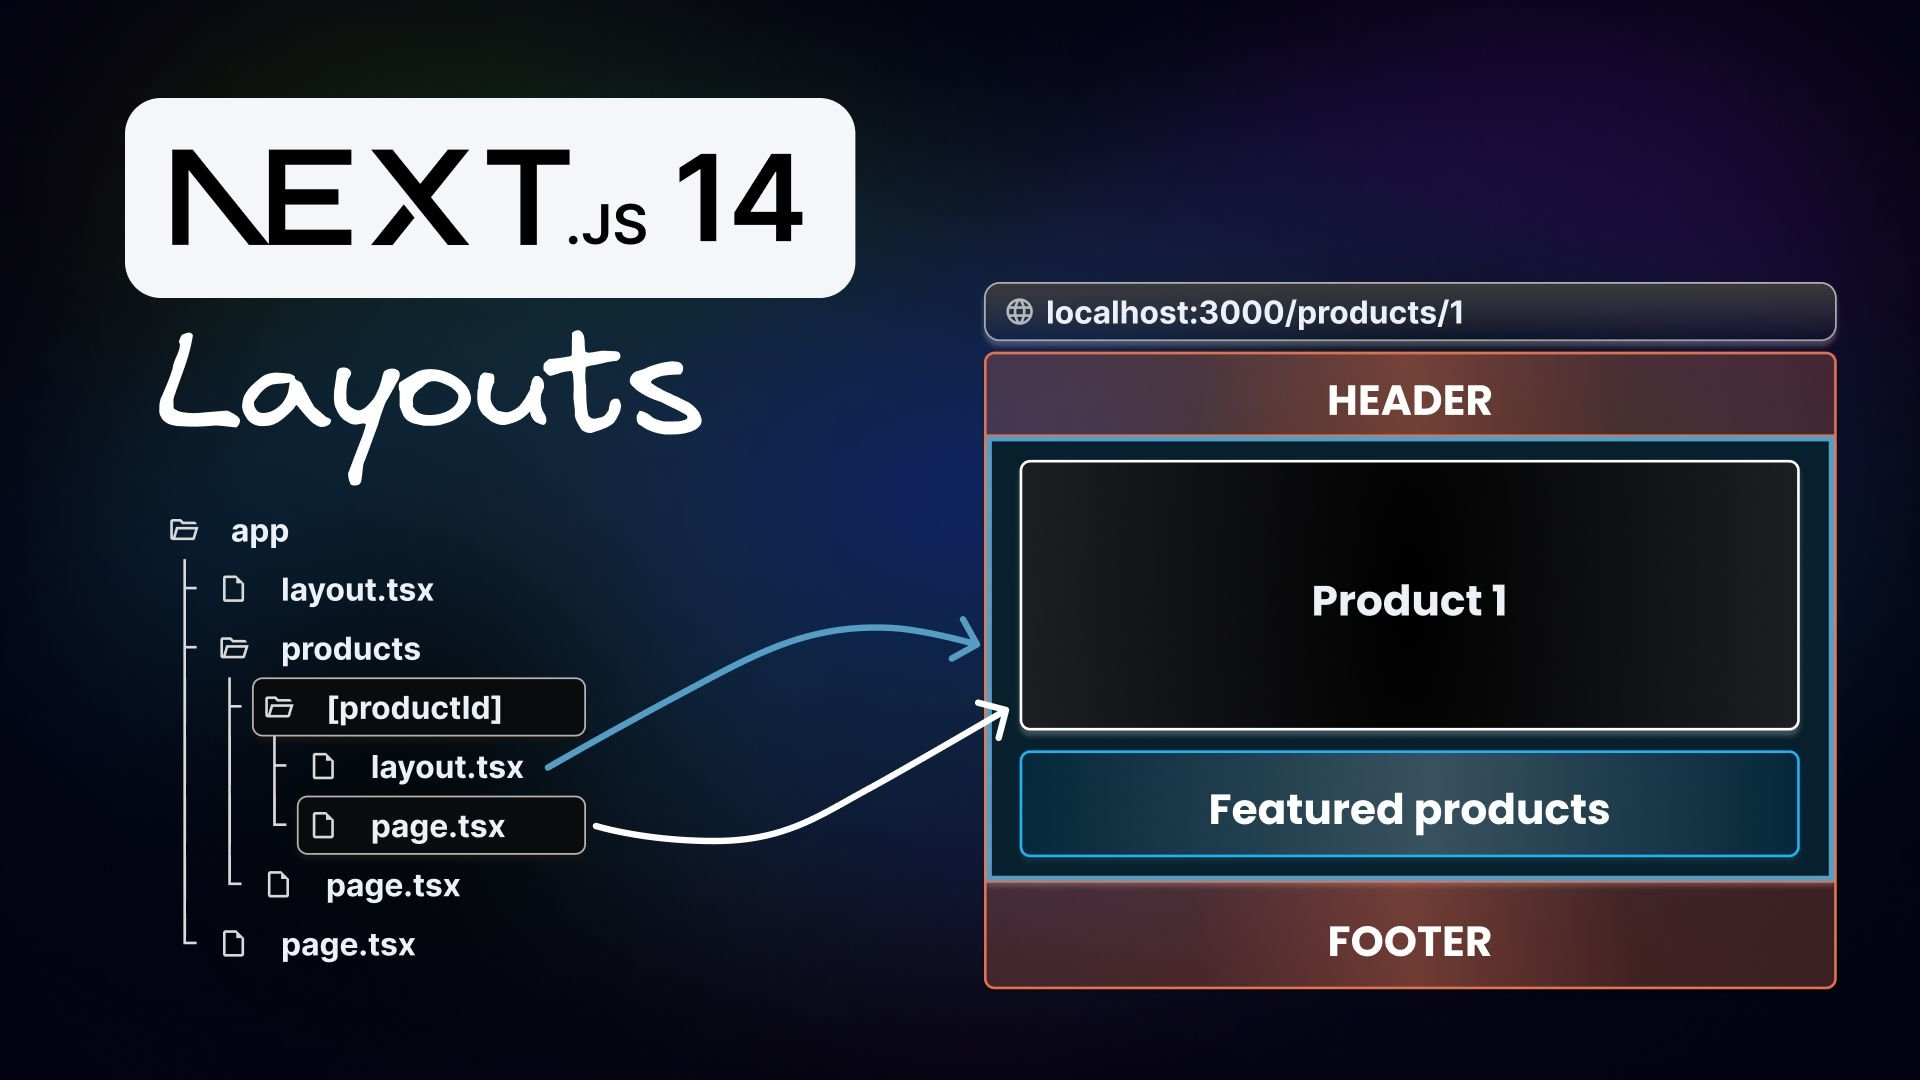 NEXT.JS 14
Layouts
app
layout.tsx
products
[productId]
layout.tsx
page.tsx
page.tsx
page.tsx
localhost:3000/products/1
HEADER
Product 1
Featured products
FOOTER